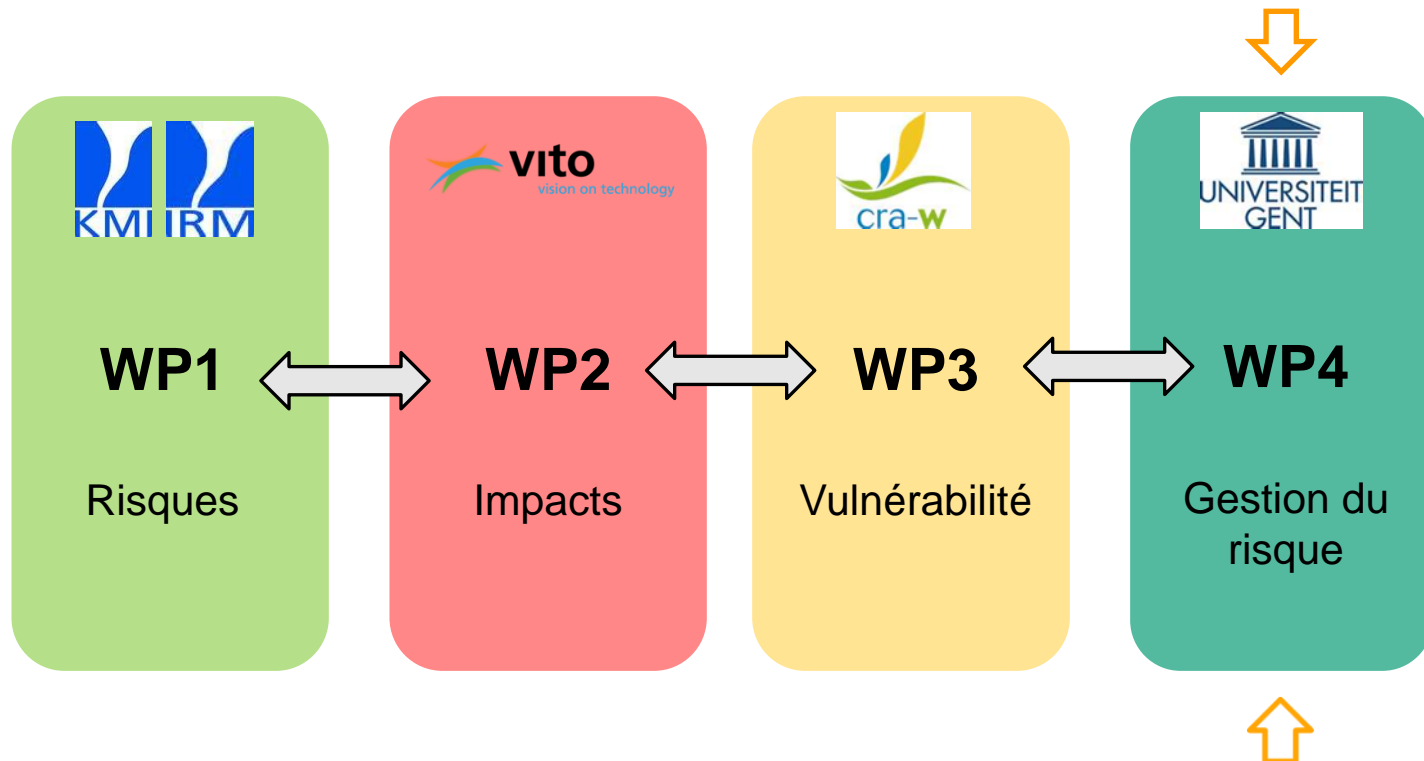 KMI IRM
WP1
Risques
vito
vision on technology
WP2
Impacts
cra-w
WP3
Vulnérabilité
UNIVERSITEIT
GENT
WP4
Gestion du
risque